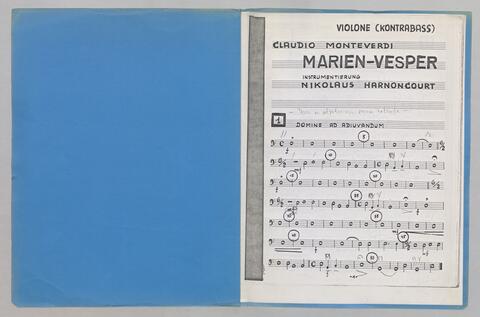 VIOLONE (KONTRABASS)
CLAUDIO MONTEVERDI
MARIEN-VESPER
INSTRUMENTIERUNG
NIKOLAUS HARNONCOURT
1
DOMINE AD ADIUVANDUM